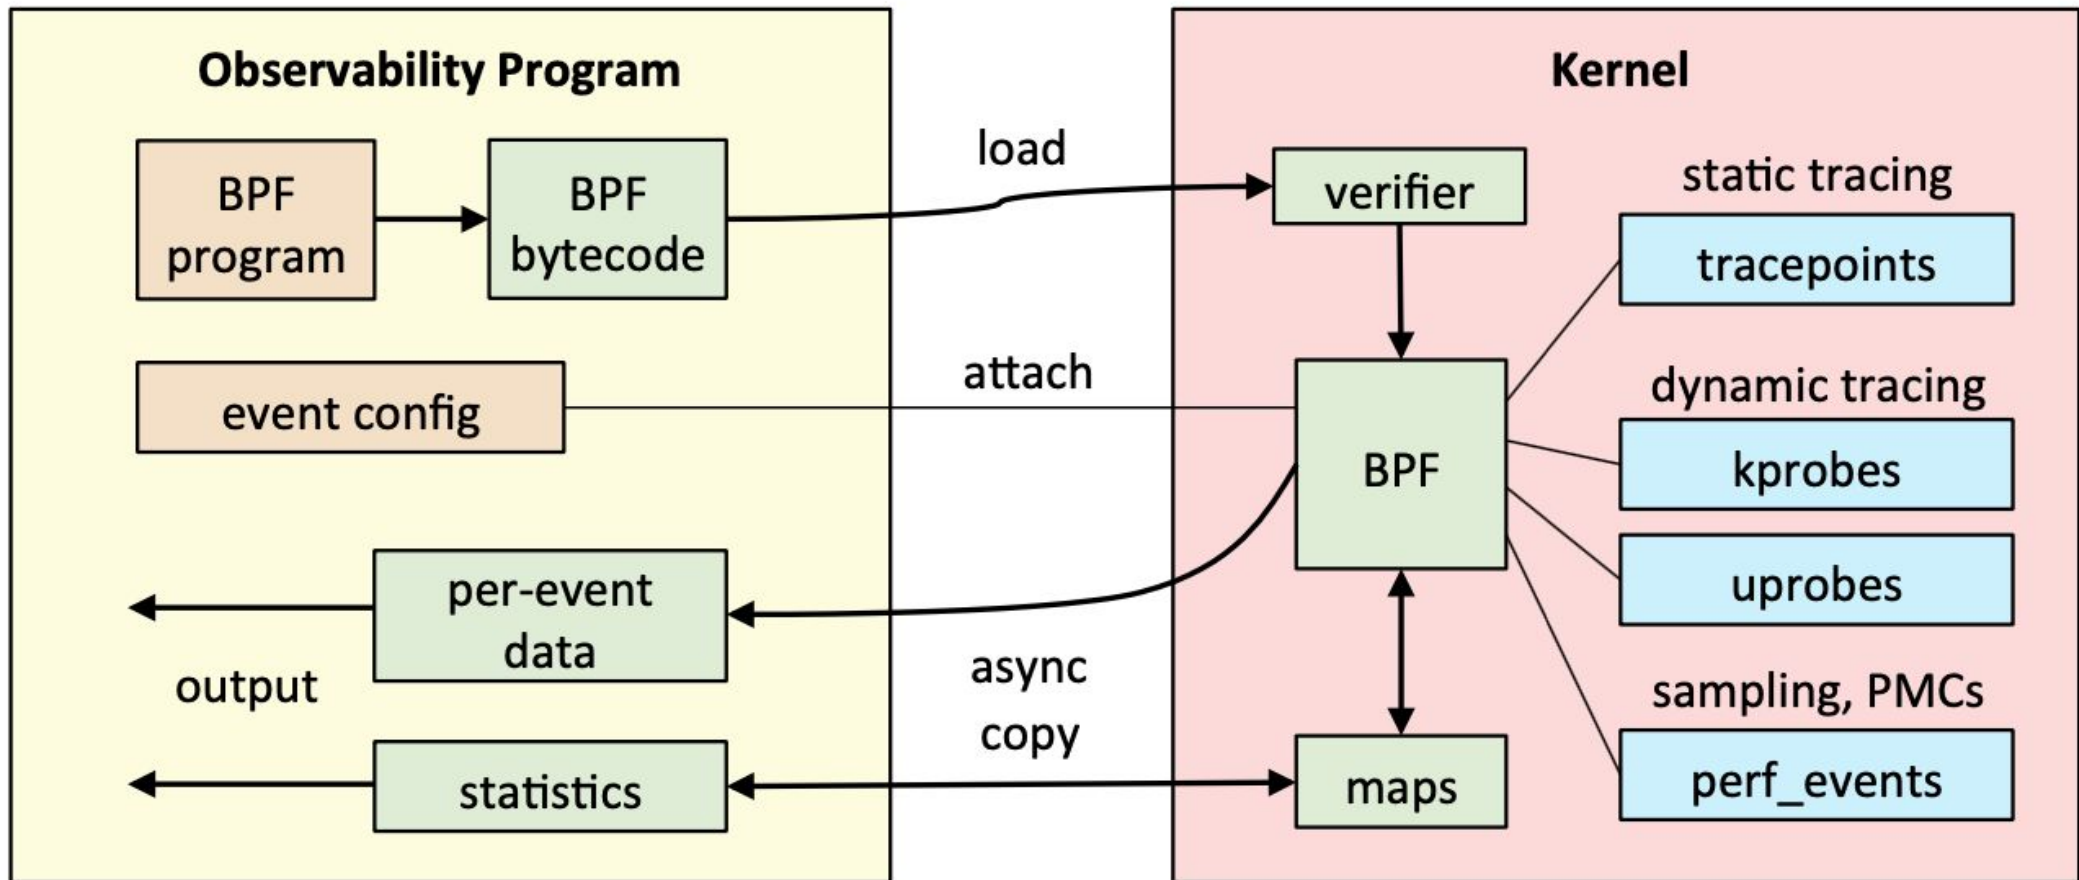 Observability Program
BPF
program
BPF
bytecode
event config
per-event
data
output
statistics
load
attach
async
copy
Kernel
verifier
BPF
maps
static tracing
tracepoints
dynamic tracing
kprobes
uprobes
sampling, PMCs
perf_events